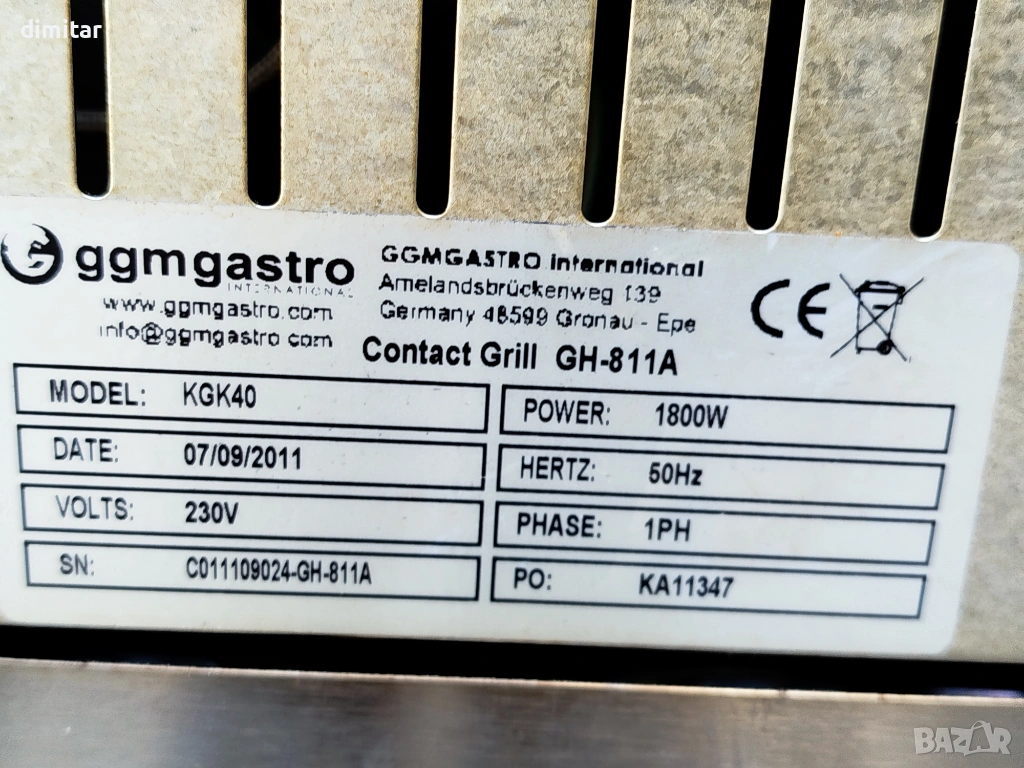 dimitar
ggmgastro
INTERNATIONAL
www.ggmgastro.com
info@ggmgastro com
GGMGASTRO International
Amelandsbrückenweg 139
Germany 48599 Gronau - Epe
CE
Contact Grill GH-811A
MODEL: KGK40
DATE: 07/09/2011
VOLTS: 230V
SN: C011109024-GH-811A
POWER: 1800W
HERTZ: 50Hz
PHASE: 1PH
PO: KA11347
BAZAR